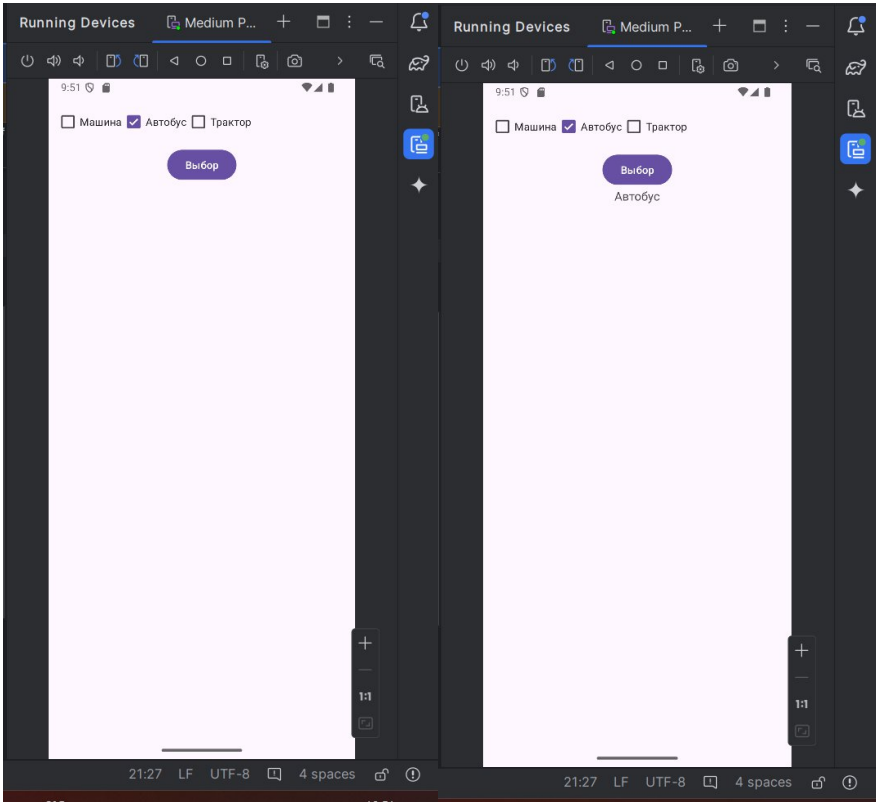 Running Devices Medium P...
9:51
Машина Автобус Трактор
Выбор
1:1
21:27 LF UTF-8 4 spaces
Running Devices Medium P...
9:51
Машина Автобус Трактор
Выбор
Автобус
1:1
21:27 LF UTF-8 4 spaces